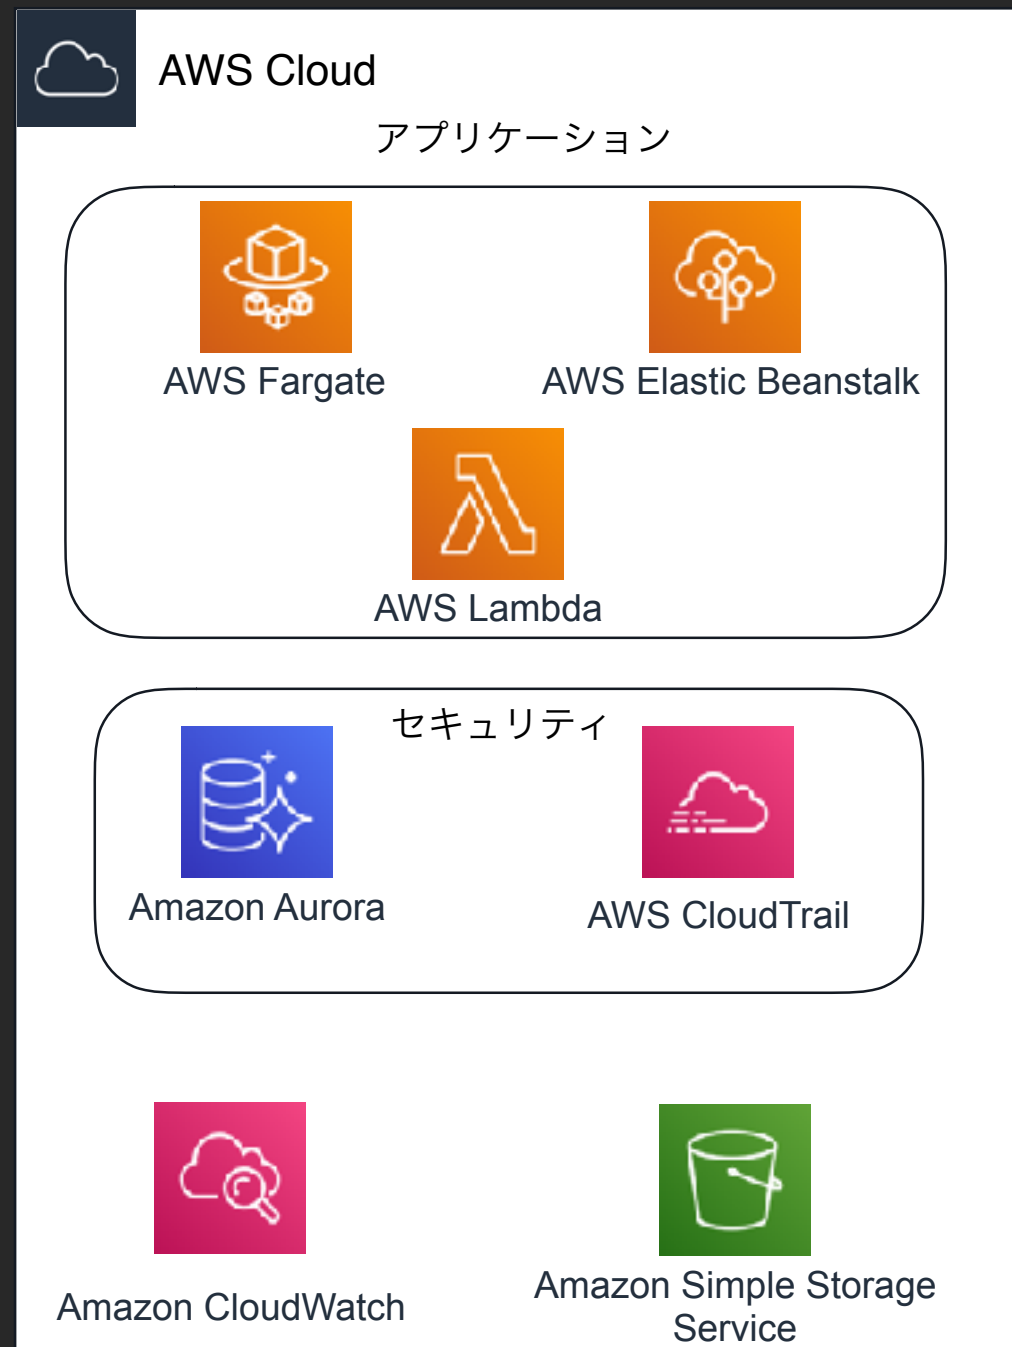 AWS Cloud
アプリケーション
AWS Fargate
AWS Elastic Beanstalk
AWS Lambda
セキュリティ
Amazon Aurora
AWS CloudTrail
Amazon CloudWatch
Amazon Simple Storage
Service